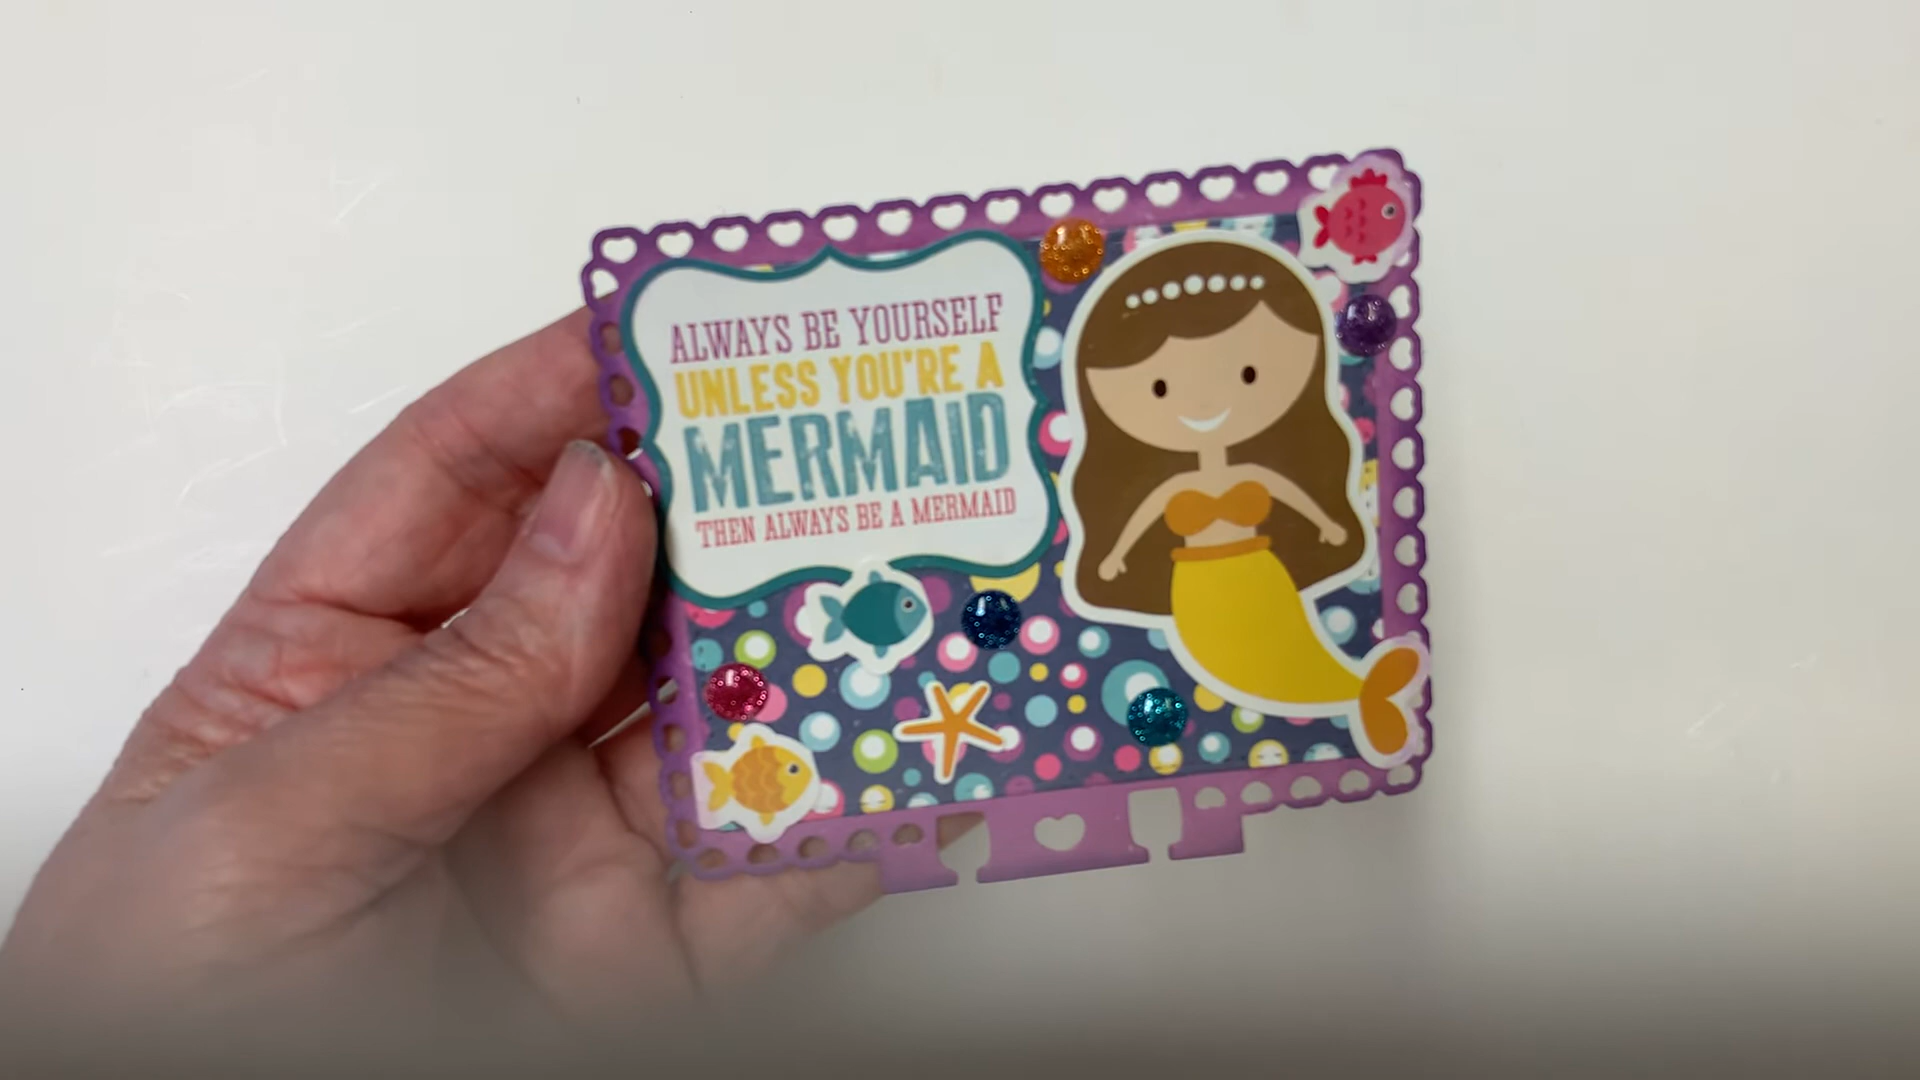 ALWAYS BE YOURSELF
UNLESS YOU'RE A
MERMAID
THEN ALWAYS BE A MERMAID